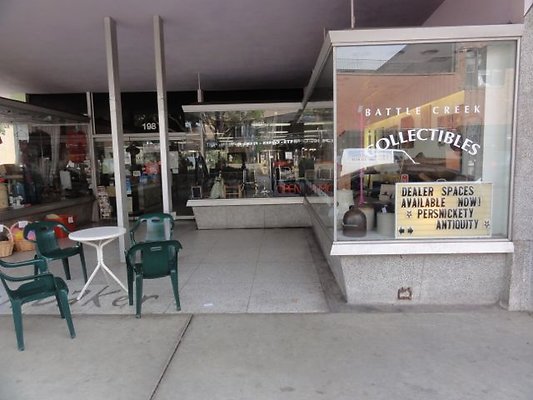 198
BATTLE CREEK
COLLECTIBLES
DEALER SPACES
AVAILABLE NOW!
PERSNICKETY
ANTIQUITY